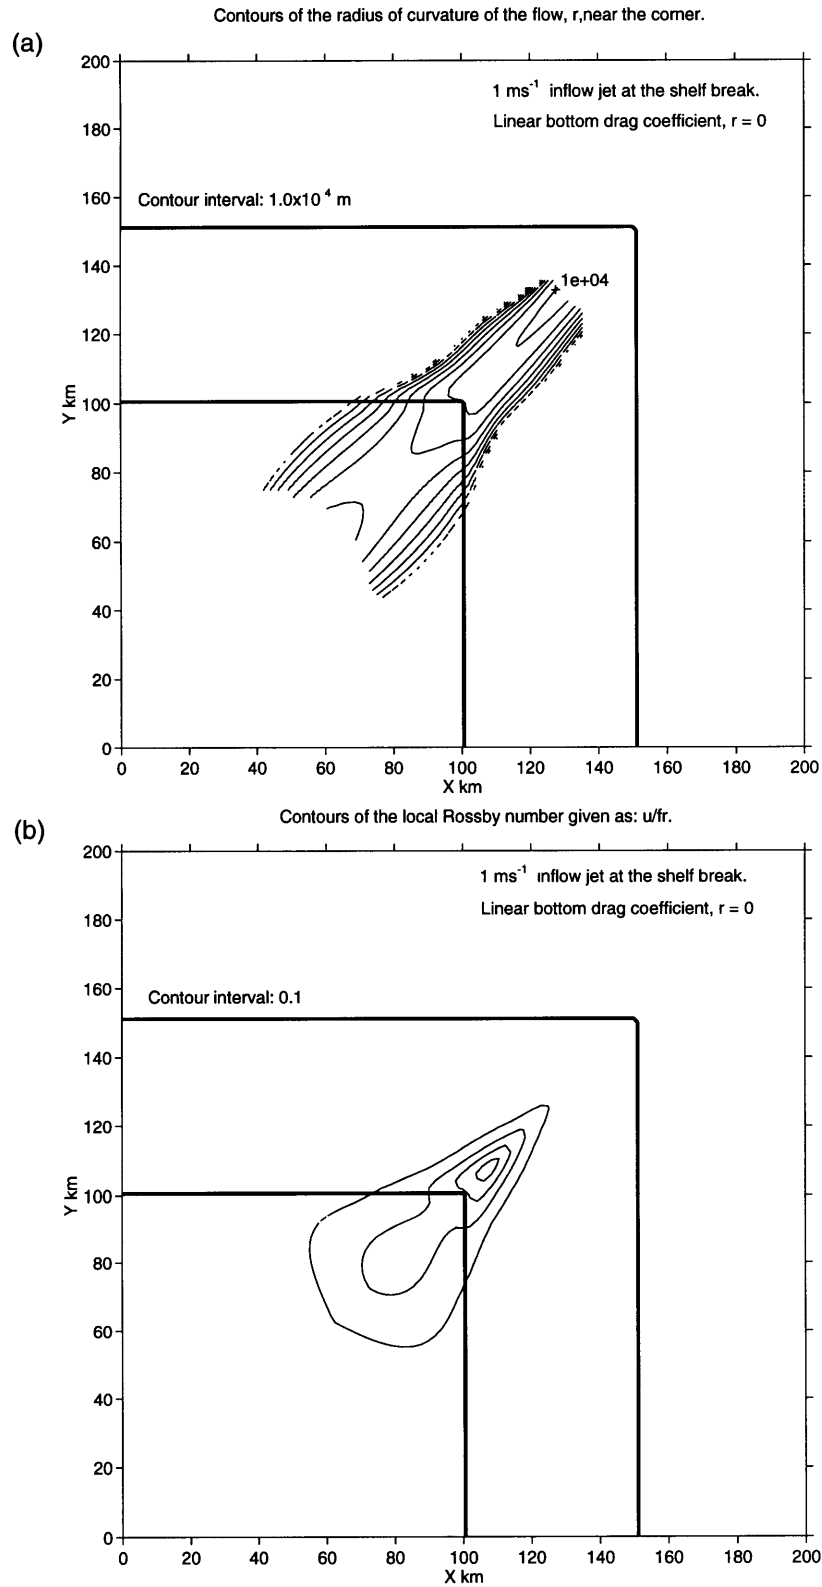 Contours of the radius of curvature of the flow, r,near the corner.
(a)
200
1 ms-1 inflow jet at the shelf break.
180
Linear bottom drag coefficient, r = 0
160
Contour interval: 1.0x10 4 m
140
1e+04
120
100
Y km
80
60
40
20
0
0 20 40 60 80 100 120 140 160 180 200
X km
Contours of the local Rossby number given as: u/fr.
(b)
200
1 ms-1 inflow jet at the shelf break.
180
Linear bottom drag coefficient, r = 0
160
Contour interval: 0.1
140
120
100
Y km
80
60
40
20
0
0 20 40 60 80 100 120 140 160 180 200
X km